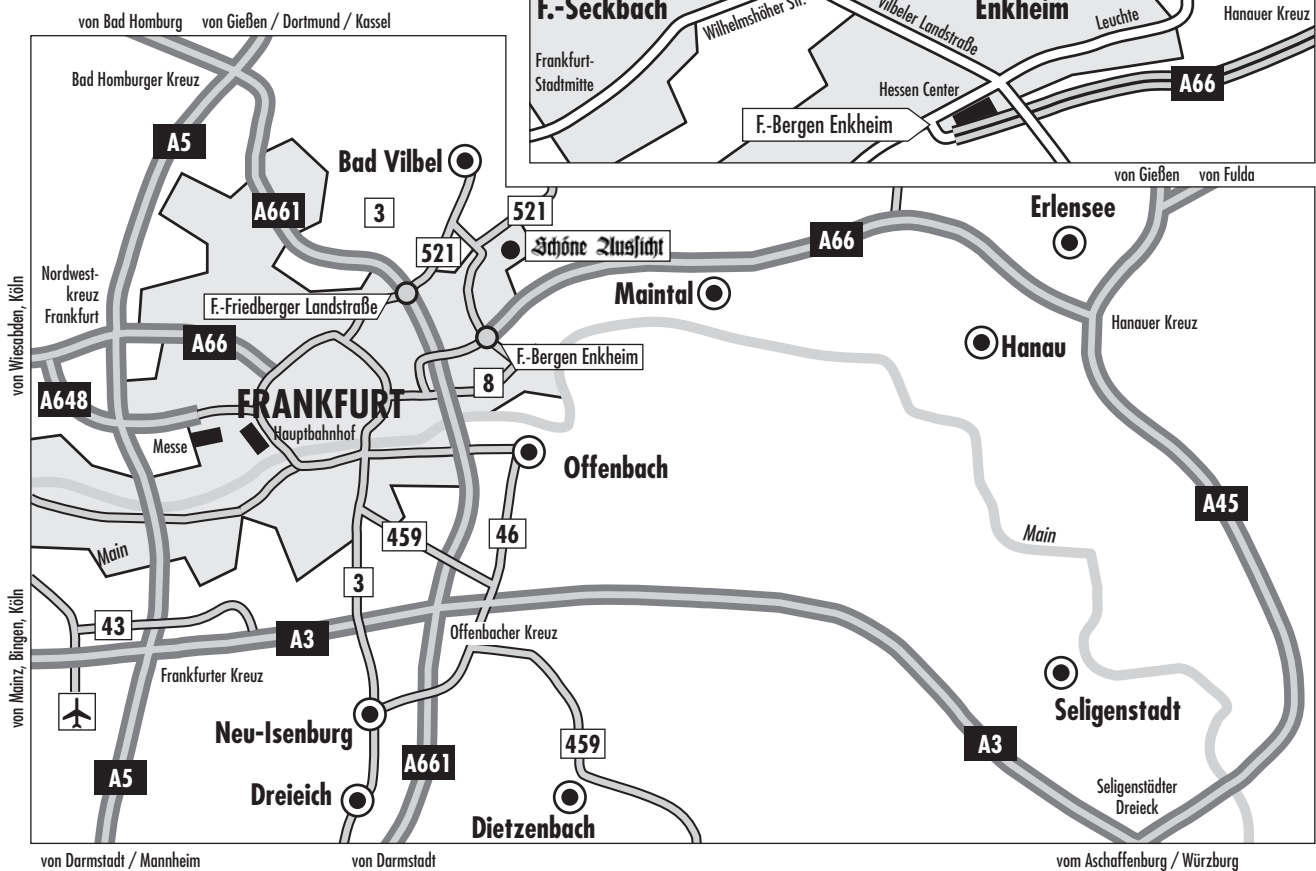 von Bad Homburg
von Gießen / Dortmund / Kassel
F.-Seckbach
Wilhelmshöher Str.
Vilbeler Landstraße
Enkheim
Leuchte
Hanauer Kreuz
Frankfurt-
Stadtmitte
Hessen Center
A66
F.-Bergen Enkheim
von Gießen
von Fulda
Bad Homburger Kreuz
A5
Bad Vilbel
A661
3
521
521
Schöne Aussicht
A66
Erlensee
Nordwest-
kreuz
Frankfurt
F.-Friedberger Landstraße
Maintal
Hanauer Kreuz
von Wiesabden, Köln
A66
F.-Bergen Enkheim
Hanau
A648
8
FRANKFURT
Messe
Hauptbahnhof
Offenbach
A45
Main
459
46
Main
3
von Mainz, Bingen, Köln
43
A3
Offenbacher Kreuz
Frankfurter Kreuz
Seligenstadt
Neu-Isenburg
459
A3
A5
A661
Dreieich
Seligenstädter
Dreieck
Dietzenbach
von Darmstadt / Mannheim
von Darmstadt
vom Aschaffenburg / Würzburg